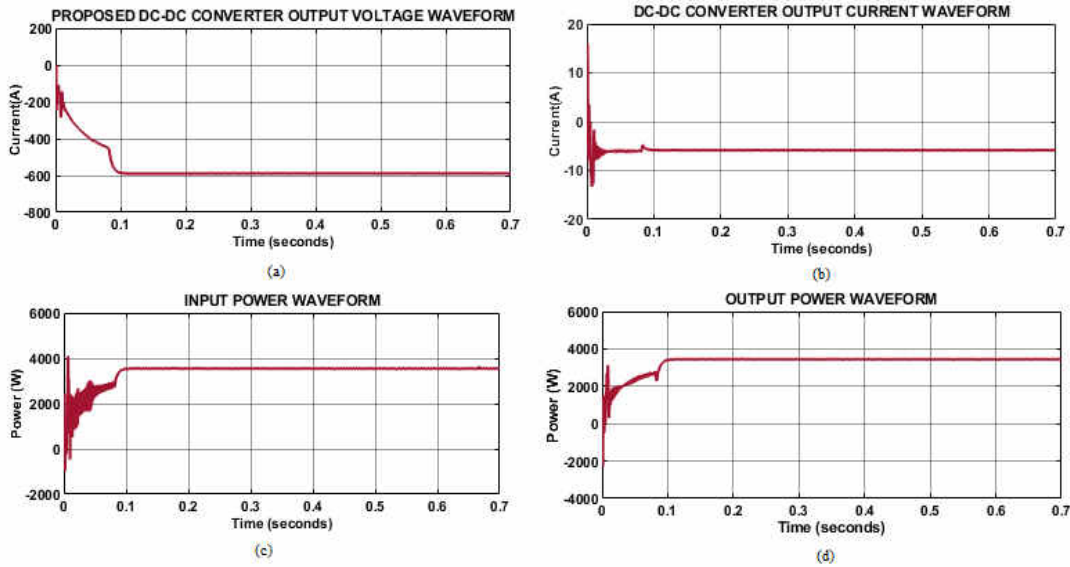 PROPOSED DC-DC CONVERTER OUTPUT VOLTAGE WAVEFORM
200
0
-200
-400
-600
-800
Current(A)
0 0.1 0.2 0.3 0.4 0.5 0.6 0.7
Time (seconds)
(a)
DC-DC CONVERTER OUTPUT CURRENT WAVEFORM
20
10
0
-10
-20
Current(A)
0 0.1 0.2 0.3 0.4 0.5 0.6 0.7
Time (seconds)
(b)
INPUT POWER WAVEFORM
6000
4000
2000
0
-2000
Power (W)
0 0.1 0.2 0.3 0.4 0.5 0.6 0.7
Time (seconds)
(c)
OUTPUT POWER WAVEFORM
6000
4000
2000
0
-2000
-4000
Power (W)
0 0.1 0.2 0.3 0.4 0.5 0.6 0.7
Time (seconds)
(d)